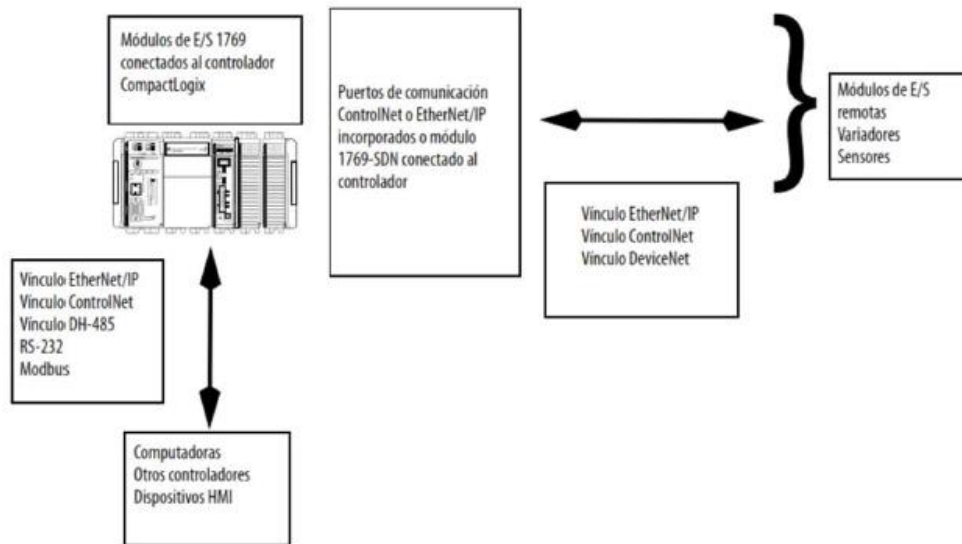 Módulos de E/S 1769
conectados al controlador
CompactLogix
Puertos de comunicación
ControlNet o EtherNet/IP
incorporados o módulo
1769-SDN conectado al
controlador
Módulos de E/S
remotas
Variadores
Sensores
Vínculo EtherNet/IP
Vínculo ControlNet
Vínculo DeviceNet
Vínculo EtherNet/IP
Vínculo ControlNet
Vínculo DH-485
RS-232
Modbus
Computadoras
Otros controladores
Dispositivos HMI